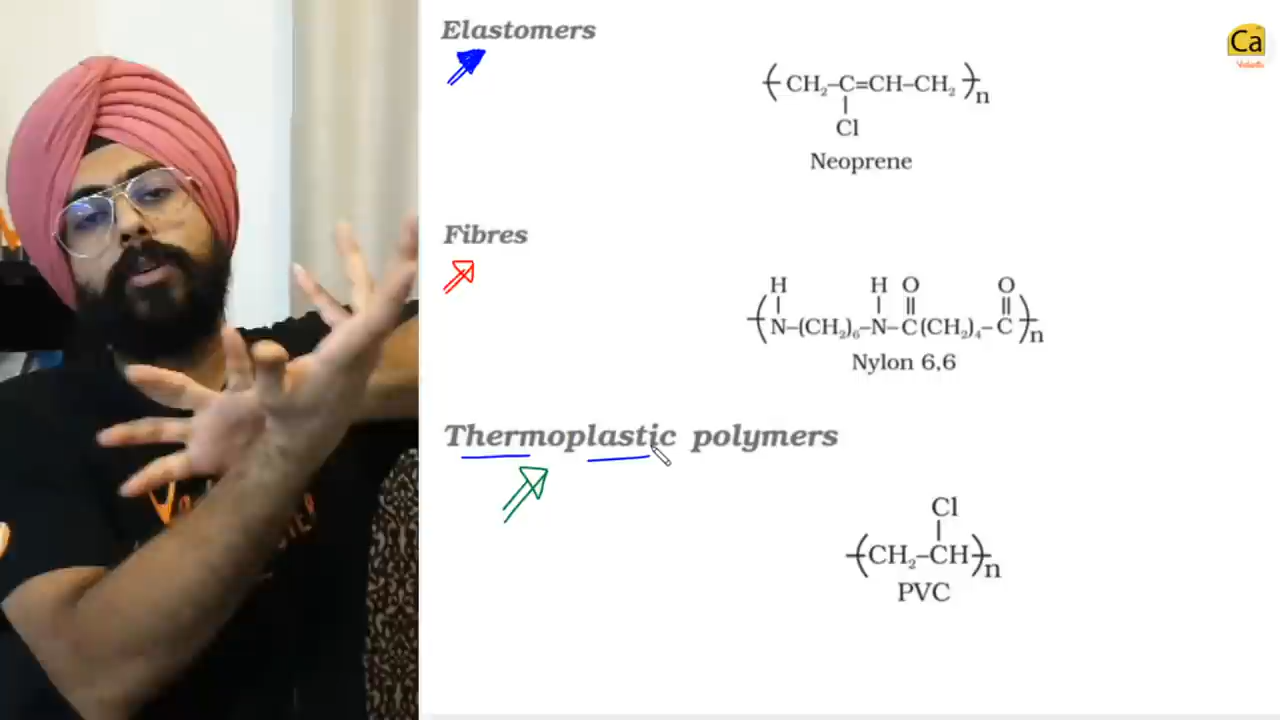 Elastomers
Ca
Vedantu
( CH₂–C=CH–CH₂ )n
Cl
Neoprene
Fibres
H H O O
( N–(CH₂)₆–N–C(CH₂)₄–C )n
Nylon 6,6
Thermoplastic polymers
Cl
(CH₂–CH)n
PVC